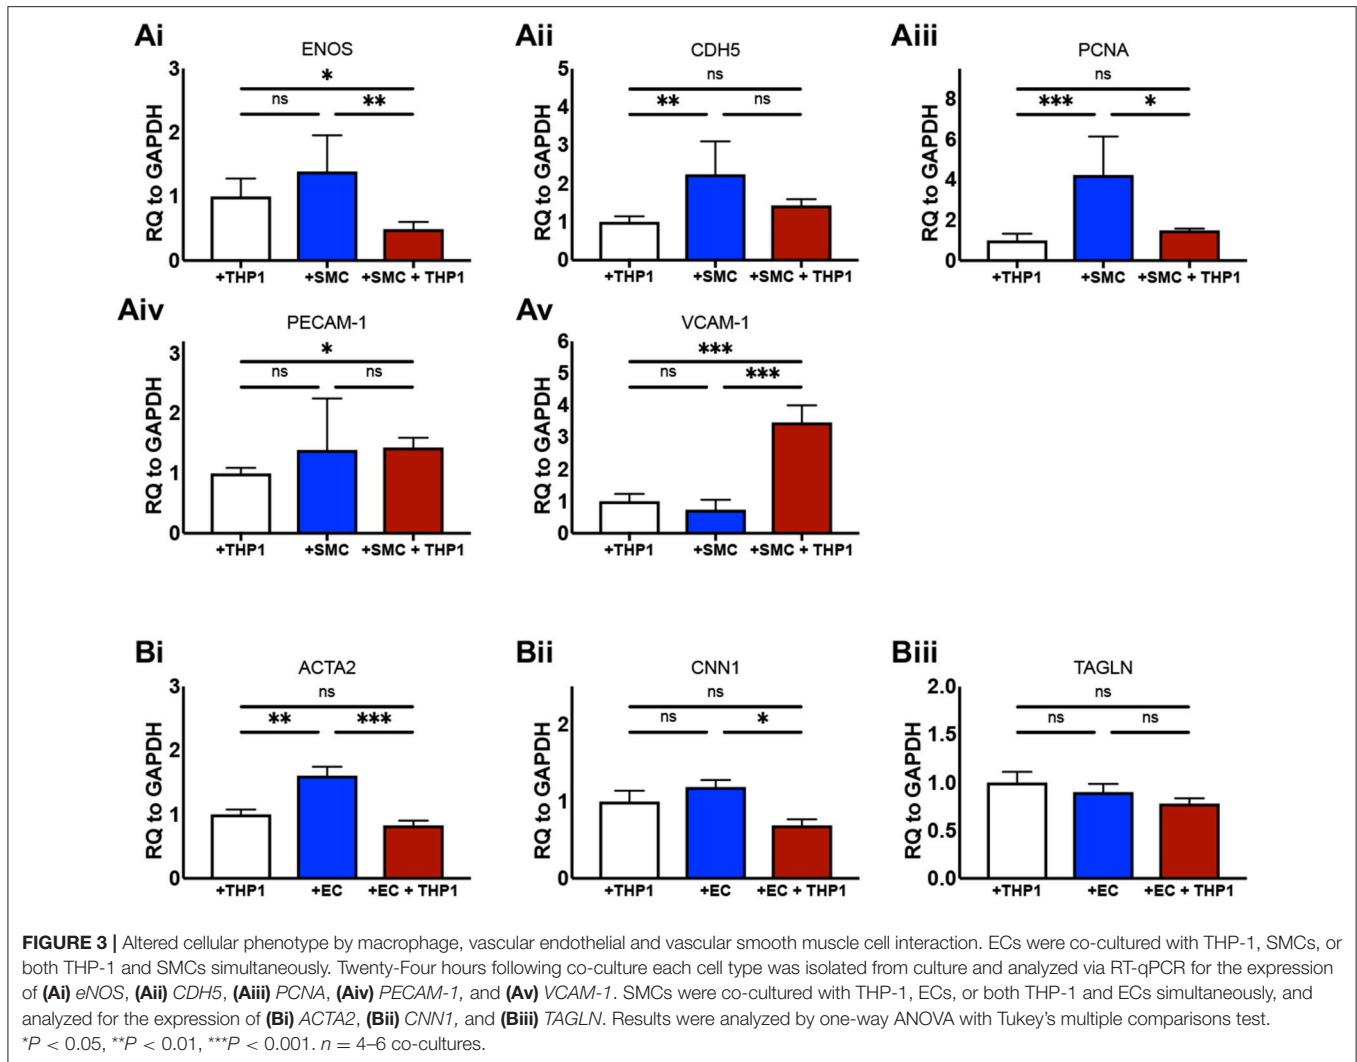 Ai
ENOS
RQ to GAPDH
3
2
1
0
*
ns
**
+THP1 +SMC +SMC + THP1
Aii
CDH5
RQ to GAPDH
5
4
3
2
1
0
ns
**
ns
+THP1 +SMC +SMC + THP1
Aiii
PCNA
RQ to GAPDH
8
6
4
2
0
ns
***
*
+THP1 +SMC +SMC + THP1
Aiv
PECAM-1
RQ to GAPDH
3
2
1
0
*
ns
ns
+THP1 +SMC +SMC + THP1
Av
VCAM-1
RQ to GAPDH
6
5
4
3
2
1
0
***
ns
***
+THP1 +SMC +SMC + THP1
Bi
ACTA2
RQ to GAPDH
3
2
1
0
ns
**
***
+THP1 +EC +EC + THP1
Bii
CNN1
RQ to GAPDH
2
1
0
ns
ns
*
+THP1 +EC +EC + THP1
Biii
TAGLN
RQ to GAPDH
2.0
1.5
1.0
0.5
0.0
ns
ns
ns
+THP1 +EC +EC + THP1
FIGURE 3 | Altered cellular phenotype by macrophage, vascular endothelial and vascular smooth muscle cell interaction. ECs were co-cultured with THP-1, SMCs, or
both THP-1 and SMCs simultaneously. Twenty-Four hours following co-culture each cell type was isolated from culture and analyzed via RT-qPCR for the expression
of (Ai) eNOS, (Aii) CDH5, (Aiii) PCNA, (Aiv) PECAM-1, and (Av) VCAM-1. SMCs were co-cultured with THP-1, ECs, or both THP-1 and ECs simultaneously, and
analyzed for the expression of (Bi) ACTA2, (Bii) CNN1, and (Biii) TAGLN. Results were analyzed by one-way ANOVA with Tukey's multiple comparisons test.
*P < 0.05, **P < 0.01, ***P < 0.001. n = 4–6 co-cultures.